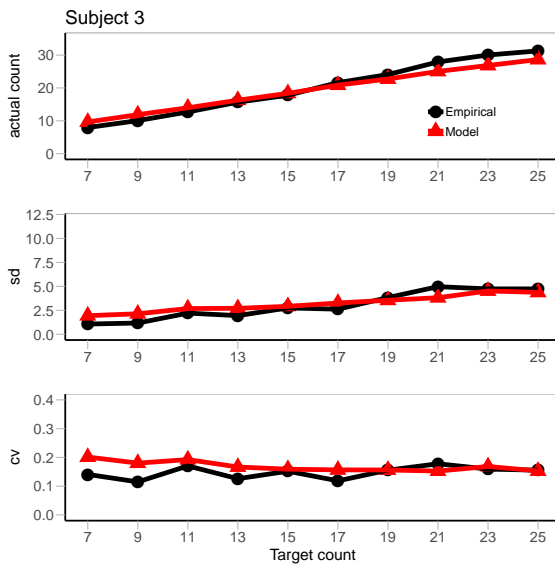 Subject 3
actual count
30
20
10
0
Empirical
Model
7 9 11 13 15 17 19 21 23 25
sd
12.5
10.0
7.5
5.0
2.5
0.0
7 9 11 13 15 17 19 21 23 25
cv
0.4
0.3
0.2
0.1
0.0
7 9 11 13 15 17 19 21 23 25
Target count